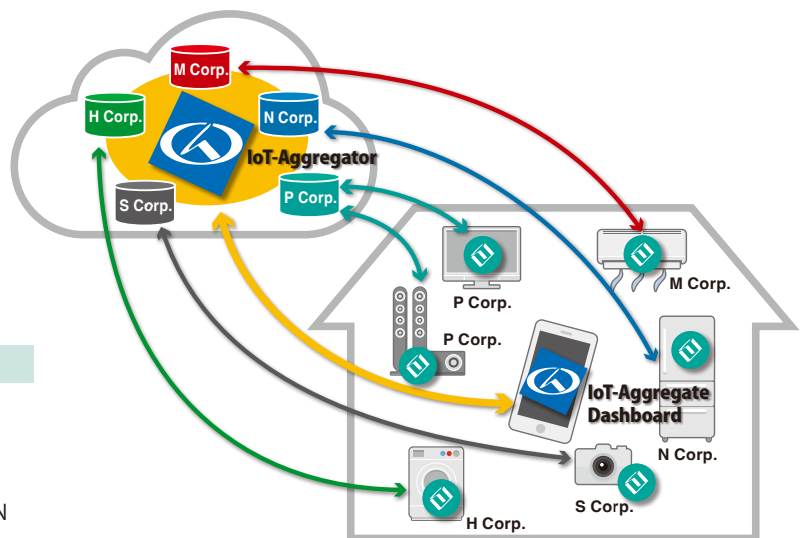 M Corp.
H Corp.
N Corp.
IoT-Aggregator
S Corp.
P Corp.
P Corp.
M Corp.
P Corp.
IoT-Aggregate
Dashboard
N Corp.
S Corp.
H Corp.
N